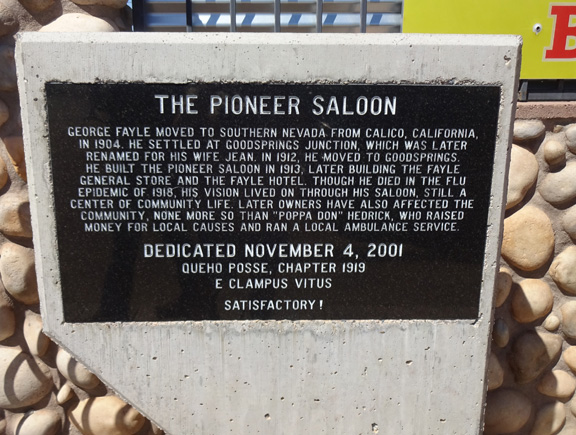 THE PIONEER SALOON
GEORGE FAYLE MOVED TO SOUTHERN NEVADA FROM CALICO, CALIFORNIA,
IN 1904. HE SETTLED AT GOODSPRINGS JUNCTION, WHICH WAS LATER
RENAMED FOR HIS WIFE JEAN. IN 1912, HE MOVED TO GOODSPRINGS.
HE BUILT THE PIONEER SALOON IN 1913, LATER BUILDING THE FAYLE
GENERAL STORE AND THE FAYLE HOTEL. THOUGH HE DIED IN THE FLU
EPIDEMIC OF 1918, HIS VISION LIVED ON THROUGH HIS SALOON, STILL A
CENTER OF COMMUNITY LIFE. LATER OWNERS HAVE ALSO AFFECTED THE
COMMUNITY, NONE MORE SO THAN "POPPA DON" HEDRICK, WHO RAISED
MONEY FOR LOCAL CAUSES AND RAN A LOCAL AMBULANCE SERVICE.
DEDICATED NOVEMBER 4, 2001
QUEHO POSSE, CHAPTER 1919
E CLAMPUS VITUS
SATISFACTORY!